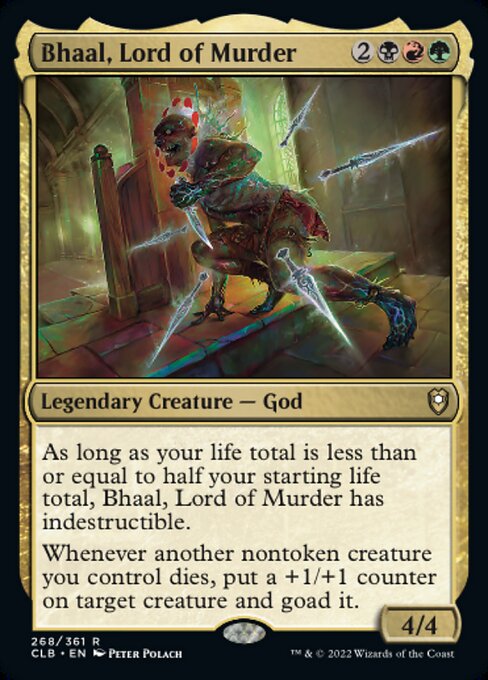 Bhaal, Lord of Murder 2
Legendary Creature — God
As long as your life total is less than
or equal to half your starting life
total, Bhaal, Lord of Murder has
indestructible.
Whenever another nontoken creature
you control dies, put a +1/+1 counter
on target creature and goad it.
4/4
268/361 R
CLB • EN Peter Polach
™ & © 2022 Wizards of the Coast